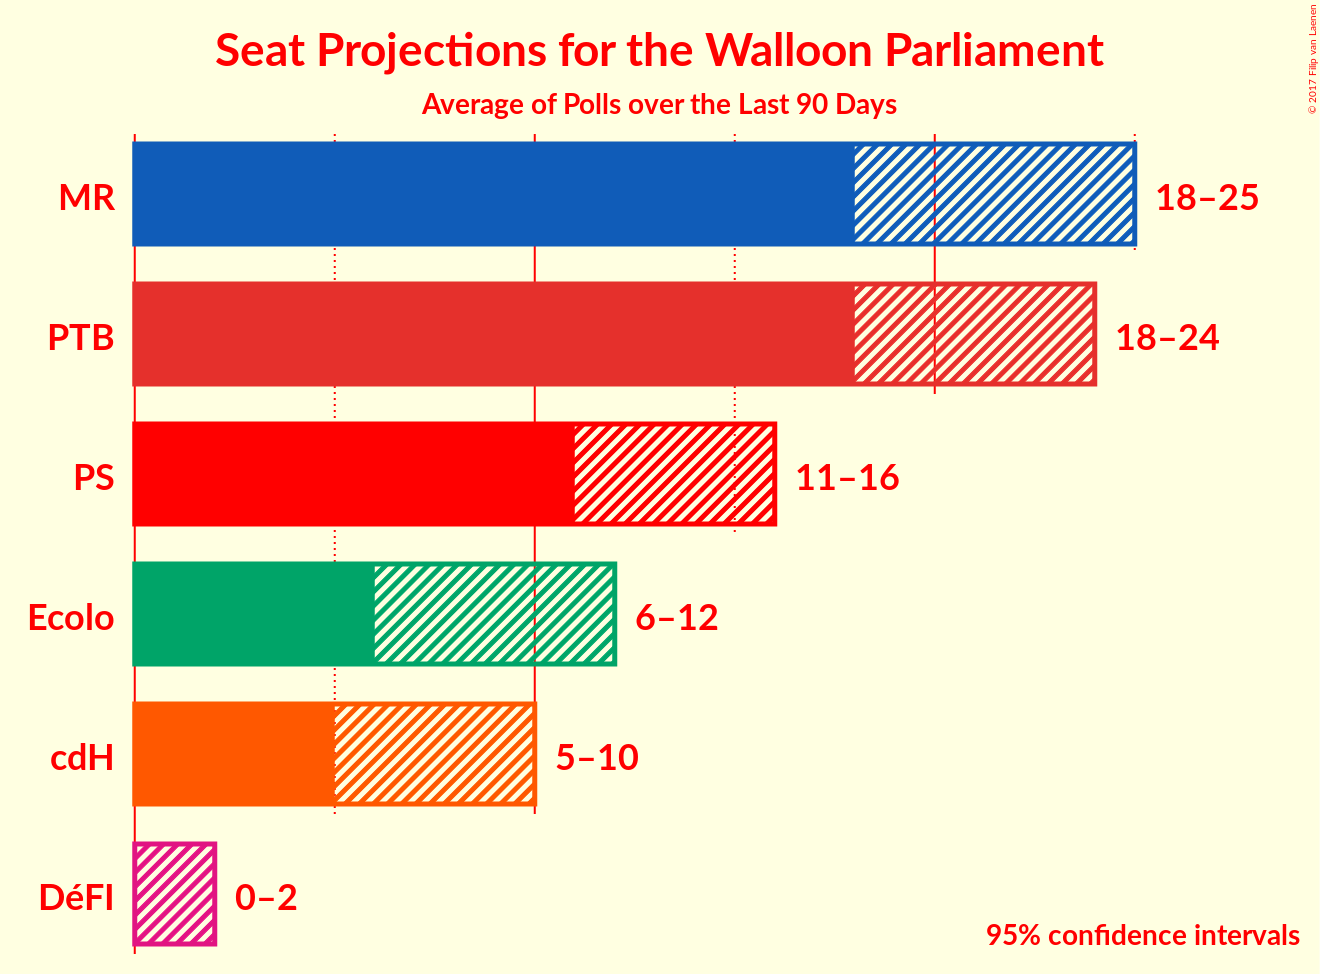 Seat Projections for the Walloon Parliament
Average of Polls over the Last 90 Days
© 2017 Filip van Laenen
MR 18–25
PTB 18–24
PS 11–16
Ecolo 6–12
cdH 5–10
DéFI 0–2
95% confidence intervals